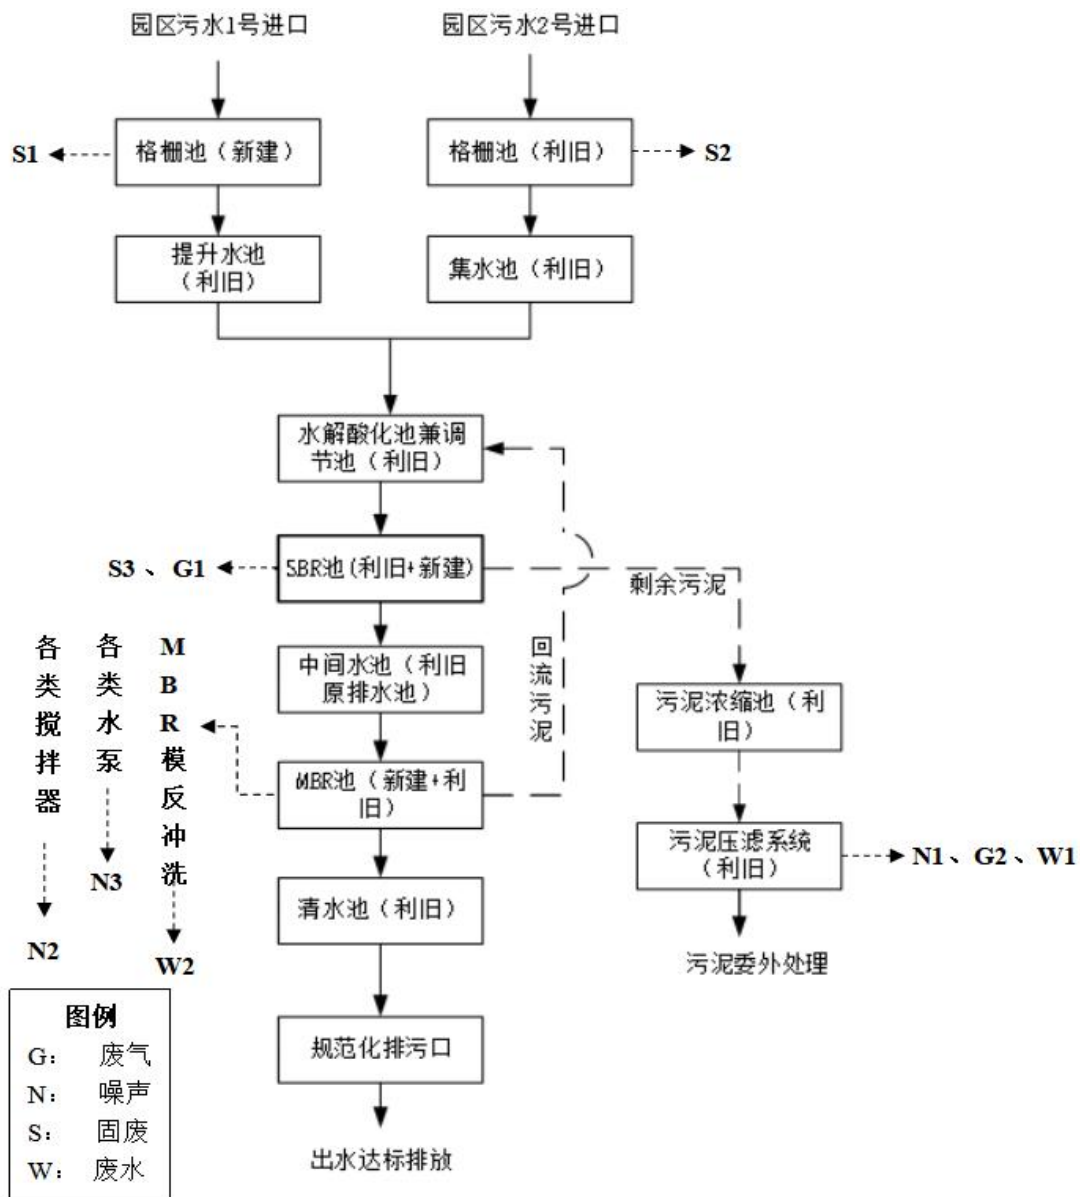 园区污水1号进口
园区污水2号进口
S1
格栅池（新建）
格栅池（利旧）
S2
提升水池
（利旧）
集水池（利旧）
水解酸化池兼调
节池（利旧）
S3 、 G1
SBR池(利旧+新建)
剩余污泥
回流污泥
各类搅拌器
各类水泵
MBR模反冲洗
中间水池（利旧
原排水池）
污泥浓缩池（利
旧）
MBR池（新建+利
旧）
污泥压滤系统
（利旧）
N1 、G2 、W1
N3
清水池（利旧）
N2
W2
污泥委外处理
图例
G： 废气
N： 噪声
S： 固废
W： 废水
规范化排污口
出水达标排放